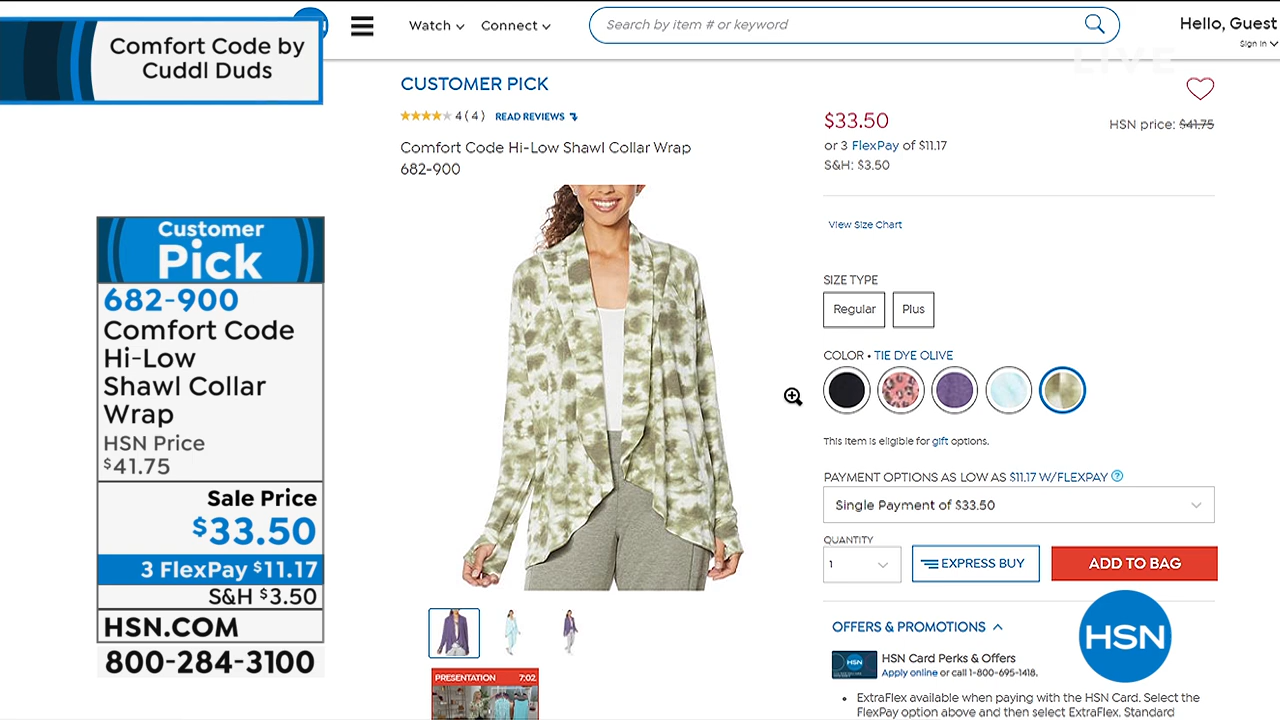 Comfort Code by
Cuddl Duds
Watch
Connect
Search by item # or keyword
Hello, Guest
Sign In
LIVE
CUSTOMER PICK
4 ( 4 ) READ REVIEWS
Comfort Code Hi-Low Shawl Collar Wrap
682-900
$33.50
HSN price: $41.75
or 3 FlexPay of $11.17
S&H: $3.50
View Size Chart
SIZE TYPE
Regular
Plus
COLOR • TIE DYE OLIVE
This item is eligible for gift options.
PAYMENT OPTIONS AS LOW AS $11.17 W/FLEXPAY ?
Single Payment of $33.50
QUANTITY
1
EXPRESS BUY
ADD TO BAG
OFFERS & PROMOTIONS
HSN
HSN Card Perks & Offers
Apply online or call 1-800-695-1418.
• ExtraFlex available when paying with the HSN Card. Select the
FlexPay option above and then select ExtraFlex. Standard
HSN
PRESENTATION 7:02
Customer
Pick
682-900
Comfort Code
Hi-Low
Shawl Collar
Wrap
HSN Price
$41.75
Sale Price
$33.50
3 FlexPay $11.17
S&H $3.50
HSN.COM
800-284-3100